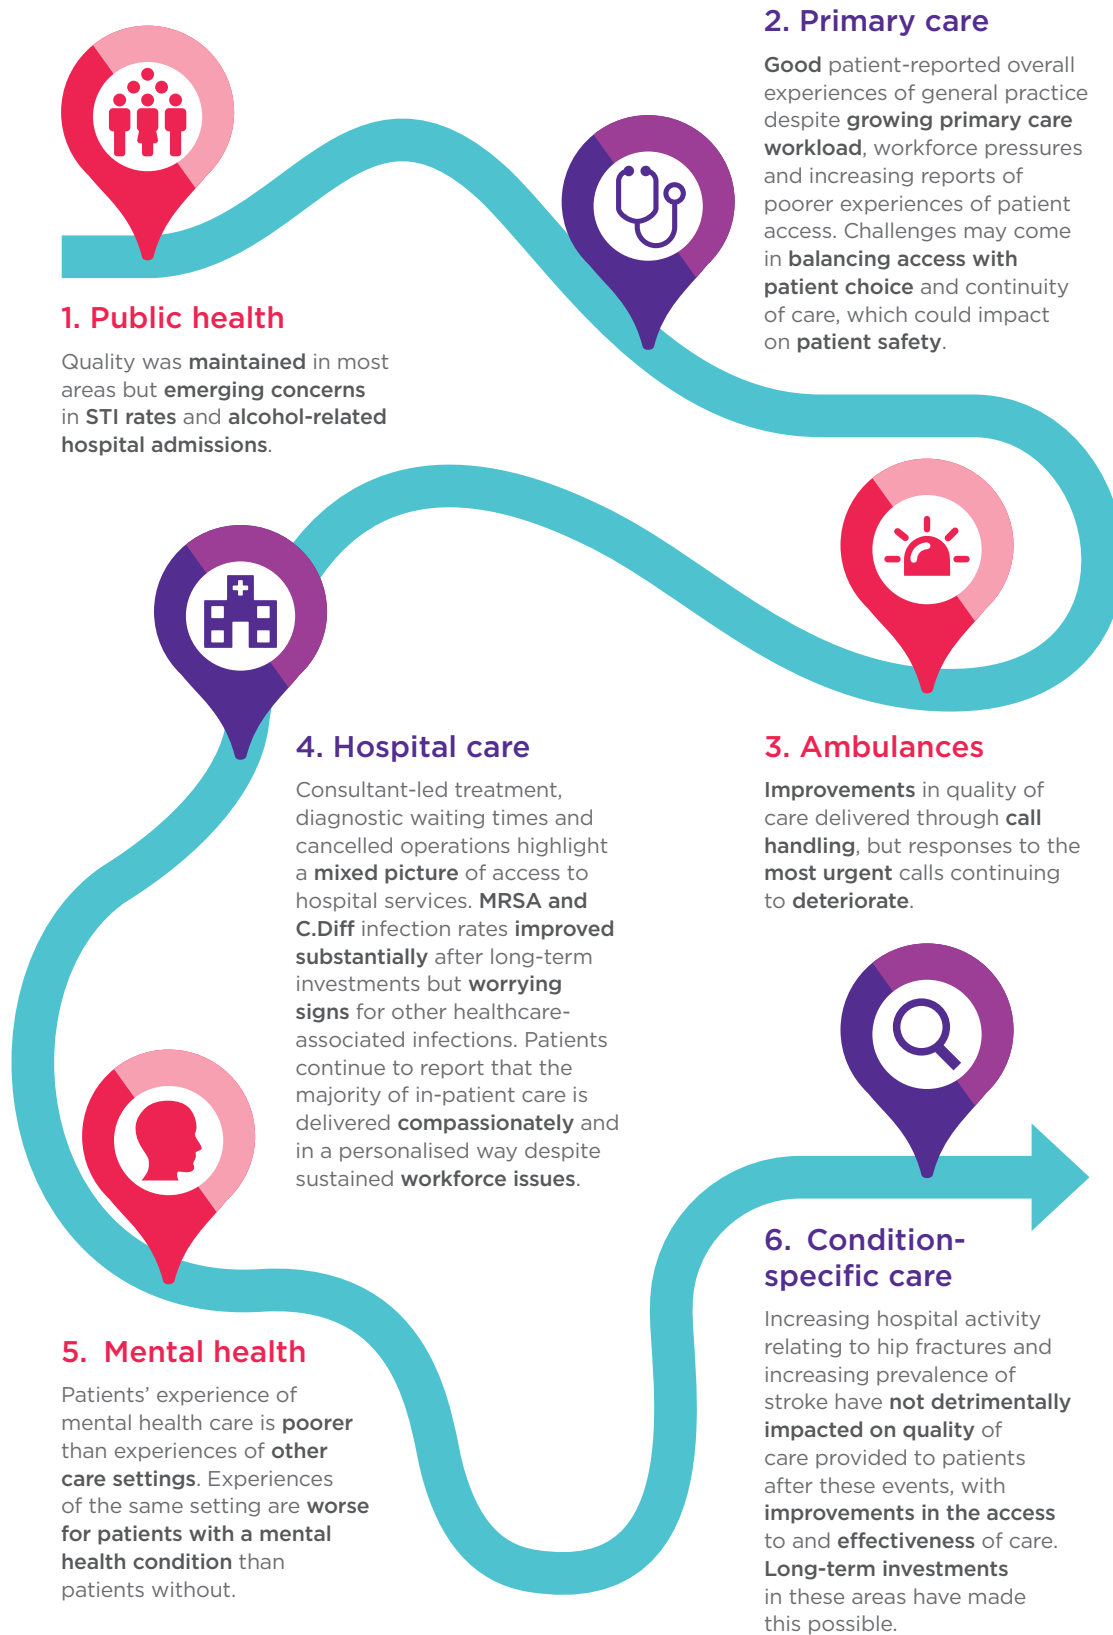 1. Public health
Quality was maintained in most
areas but emerging concerns
in STI rates and alcohol-related
hospital admissions.
2. Primary care
Good patient-reported overall
experiences of general practice
despite growing primary care
workload, workforce pressures
and increasing reports of
poorer experiences of patient
access. Challenges may come
in balancing access with
patient choice and continuity
of care, which could impact
on patient safety.
3. Ambulances
Improvements in quality of
care delivered through call
handling, but responses to the
most urgent calls continuing
to deteriorate.
4. Hospital care
Consultant-led treatment,
diagnostic waiting times and
cancelled operations highlight
a mixed picture of access to
hospital services. MRSA and
C.Diff infection rates improved
substantially after long-term
investments but worrying
signs for other healthcare-
associated infections. Patients
continue to report that the
majority of in-patient care is
delivered compassionately and
in a personalised way despite
sustained workforce issues.
5. Mental health
Patients’ experience of
mental health care is poorer
than experiences of other
care settings. Experiences
of the same setting are worse
for patients with a mental
health condition than
patients without.
6. Condition-
specific care
Increasing hospital activity
relating to hip fractures and
increasing prevalence of
stroke have not detrimentally
impacted on quality of
care provided to patients
after these events, with
improvements in the access
to and effectiveness of care.
Long-term investments
in these areas have made
this possible.